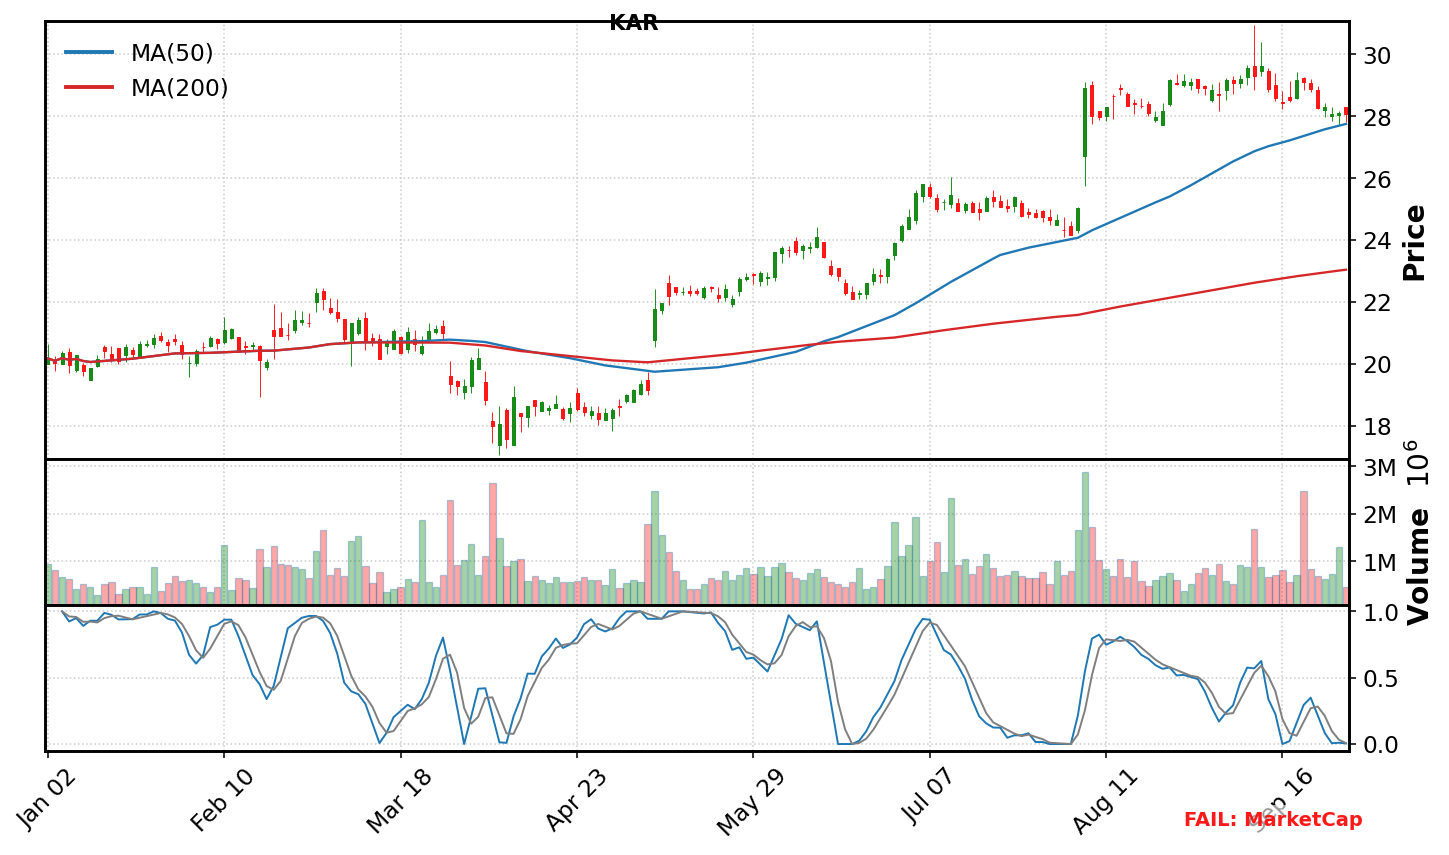 KAR
MA(50)
MA(200)
30
28
26
24
22
20
18
Price
3M
2M
1M
Volume 10⁶
1.0
0.5
0.0
Jan 02
Feb 10
Mar 18
Apr 23
May 29
Jul 07
Aug 11
Sep 16
FAIL: MarketCap